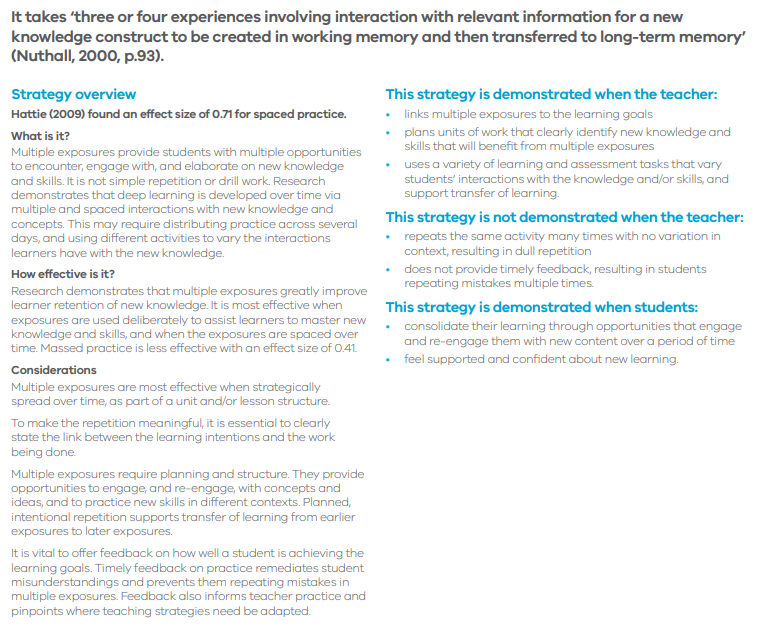 It takes ‘three or four experiences involving interaction with relevant information for a new
knowledge construct to be created in working memory and then transferred to long-term memory’
(Nuthall, 2000, p.93).
Strategy overview
Hattie (2009) found an effect size of 0.71 for spaced practice.
What is it?
Multiple exposures provide students with multiple opportunities
to encounter, engage with, and elaborate on new knowledge
and skills. It is not simple repetition or drill work. Research
demonstrates that deep learning is developed over time via
multiple and spaced interactions with new knowledge and
concepts. This may require distributing practice across several
days, and using different activities to vary the interactions
learners have with the new knowledge.
How effective is it?
Research demonstrates that multiple exposures greatly improve
learner retention of new knowledge. It is most effective when
exposures are used deliberately to assist learners to master new
knowledge and skills, and when the exposures are spaced over
time. Massed practice is less effective with an effect size of 0.41.
Considerations
Multiple exposures are most effective when strategically
spread over time, as part of a unit and/or lesson structure.
To make the repetition meaningful, it is essential to clearly
state the link between the learning intentions and the work
being done.
Multiple exposures require planning and structure. They provide
opportunities to engage, and re-engage, with concepts and
ideas, and to practice new skills in different contexts. Planned,
intentional repetition supports transfer of learning from earlier
exposures to later exposures.
It is vital to offer feedback on how well a student is achieving the
learning goals. Timely feedback on practice remediates student
misunderstandings and prevents them repeating mistakes in
multiple exposures. Feedback also informs teacher practice and
pinpoints where teaching strategies need be adapted.
This strategy is demonstrated when the teacher:
• links multiple exposures to the learning goals
• plans units of work that clearly identify new knowledge and
skills that will benefit from multiple exposures
• uses a variety of learning and assessment tasks that vary
students’ interactions with the knowledge and/or skills, and
support transfer of learning.
This strategy is not demonstrated when the teacher:
• repeats the same activity many times with no variation in
context, resulting in dull repetition
• does not provide timely feedback, resulting in students
repeating mistakes multiple times.
This strategy is demonstrated when students:
• consolidate their learning through opportunities that engage
and re-engage them with new content over a period of time
• feel supported and confident about new learning.